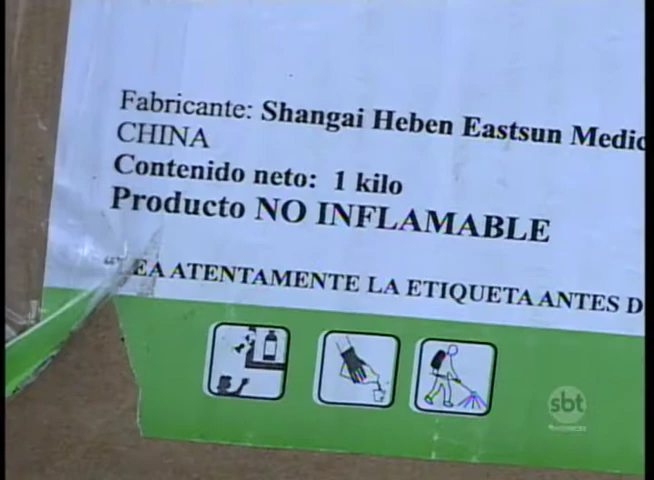 Fabricante: Shangai Heben Eastsun Medic
CHINA
Contenido neto: 1 kilo
Producto NO INFLAMABLE
EA ATENTAMENTE LA ETIQUETA ANTES D
sbt